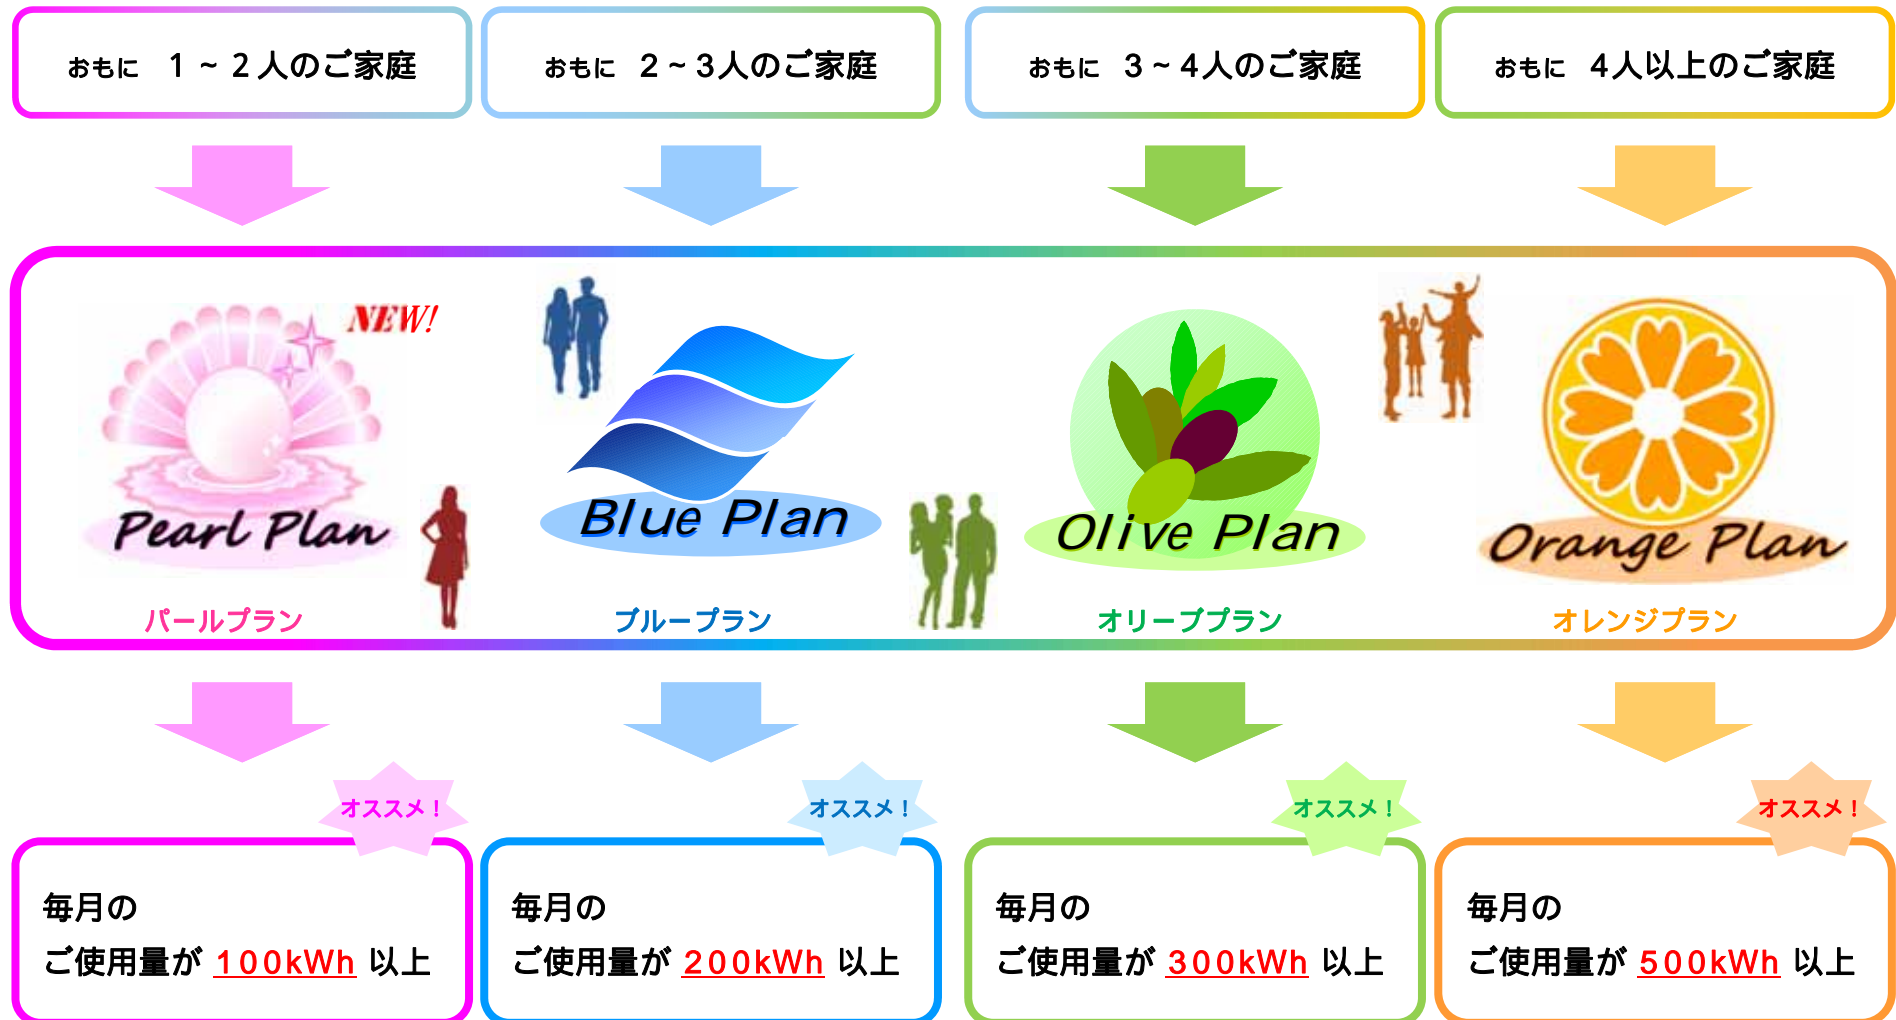 おもに １～２人のご家庭
おもに ２～３人のご家庭
おもに ３～４人のご家庭
おもに ４人以上のご家庭
NEW!
Pearl Plan
Blue Plan
Olive Plan
Orange Plan
パールプラン
ブループラン
オリーブプラン
オレンジプラン
オススメ！
オススメ！
オススメ！
オススメ！
毎月の
ご使用量が １００kWh 以上
毎月の
ご使用量が ２００kWh 以上
毎月の
ご使用量が ３００kWh 以上
毎月の
ご使用量が ５００kWh 以上